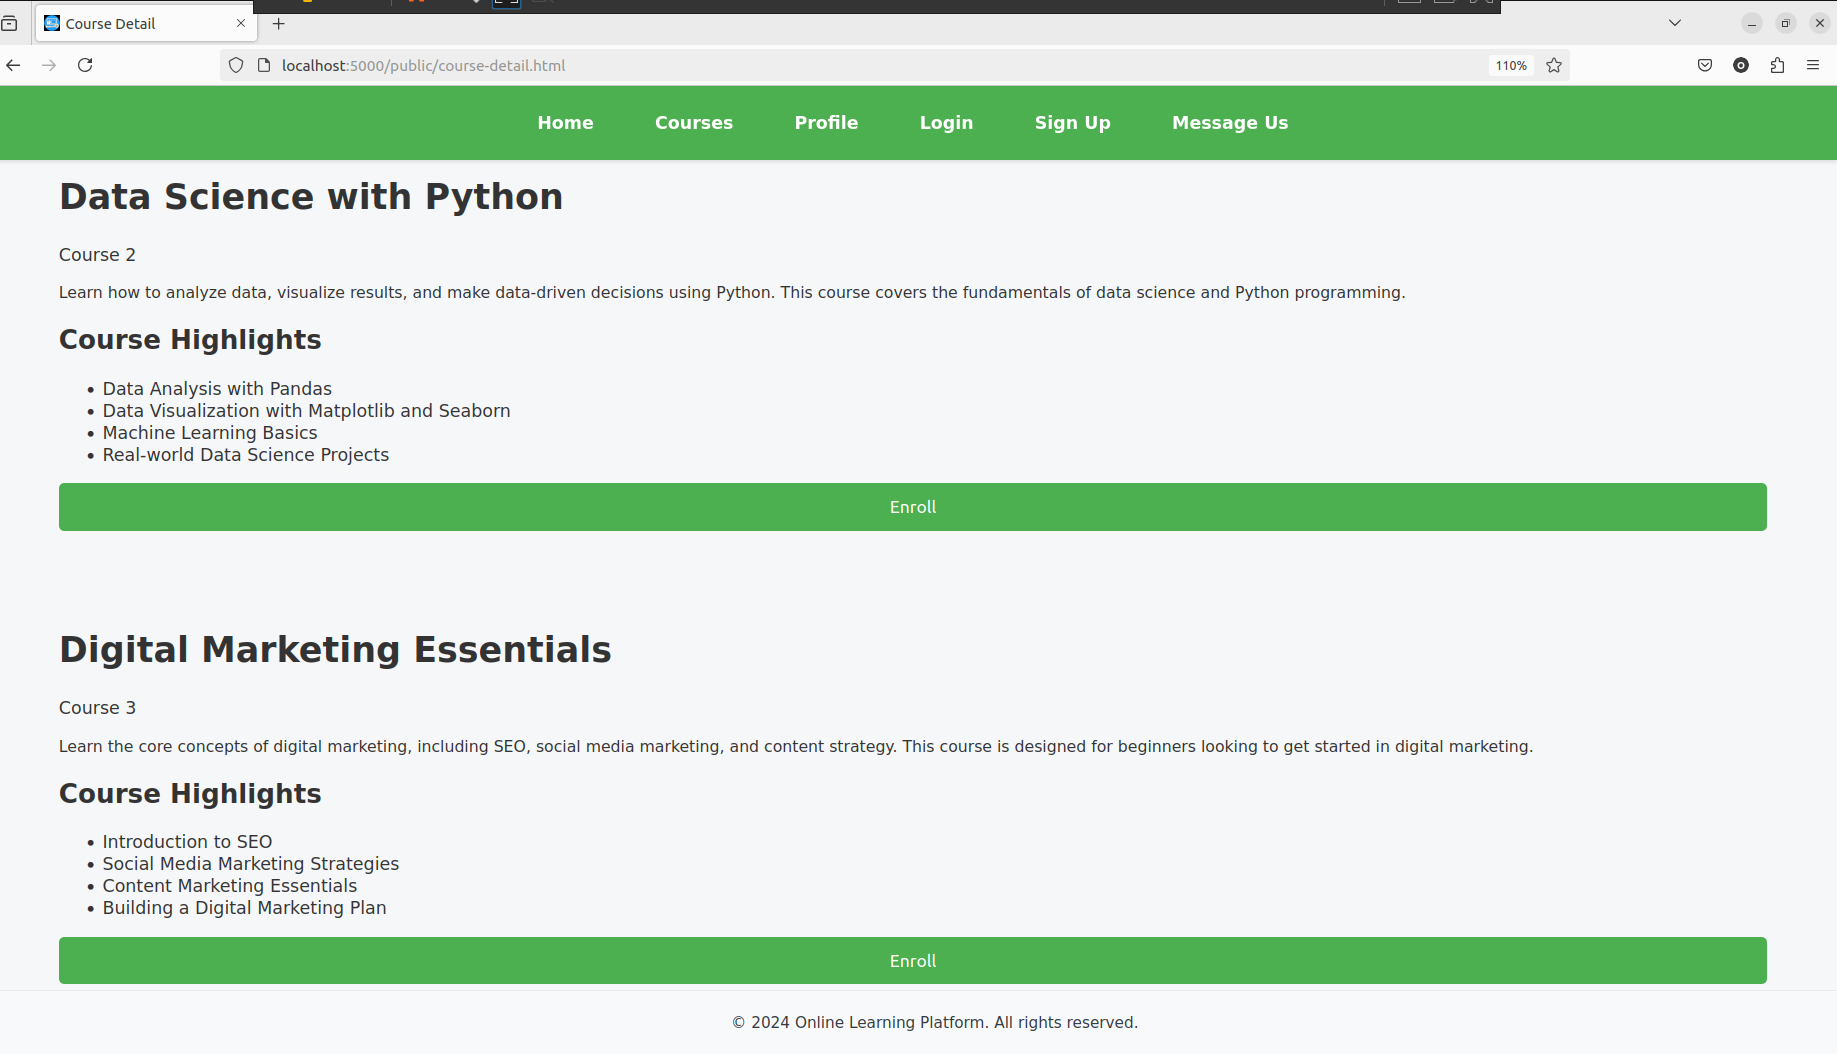 Course Detail
localhost:5000/public/course-detail.html
110%
Home Courses Profile Login Sign Up Message Us
Data Science with Python
Course 2
Learn how to analyze data, visualize results, and make data-driven decisions using Python. This course covers the fundamentals of data science and Python programming.
Course Highlights
• Data Analysis with Pandas
• Data Visualization with Matplotlib and Seaborn
• Machine Learning Basics
• Real-world Data Science Projects
Enroll
Digital Marketing Essentials
Course 3
Learn the core concepts of digital marketing, including SEO, social media marketing, and content strategy. This course is designed for beginners looking to get started in digital marketing.
Course Highlights
• Introduction to SEO
• Social Media Marketing Strategies
• Content Marketing Essentials
• Building a Digital Marketing Plan
Enroll
© 2024 Online Learning Platform. All rights reserved.